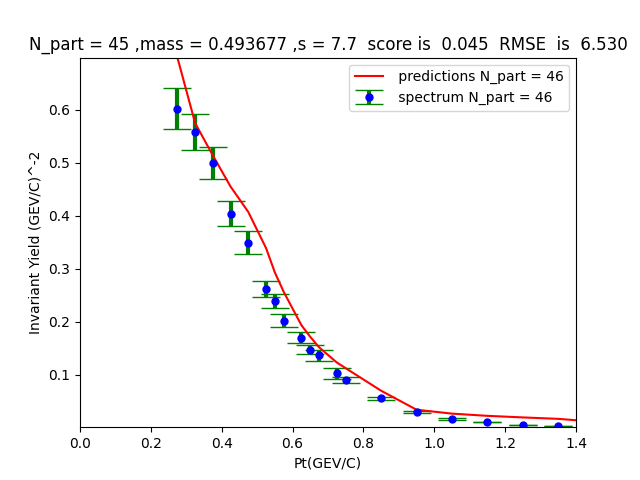 N_part = 45 ,mass = 0.493677 ,s = 7.7  score is  0.045  RMSE  is  6.530
predictions N_part = 46
spectrum N_part = 46
Invariant Yield (GEV/C)^-2
0.6
0.5
0.4
0.3
0.2
0.1
0.0 0.2 0.4 0.6 0.8 1.0 1.2 1.4
Pt(GEV/C)